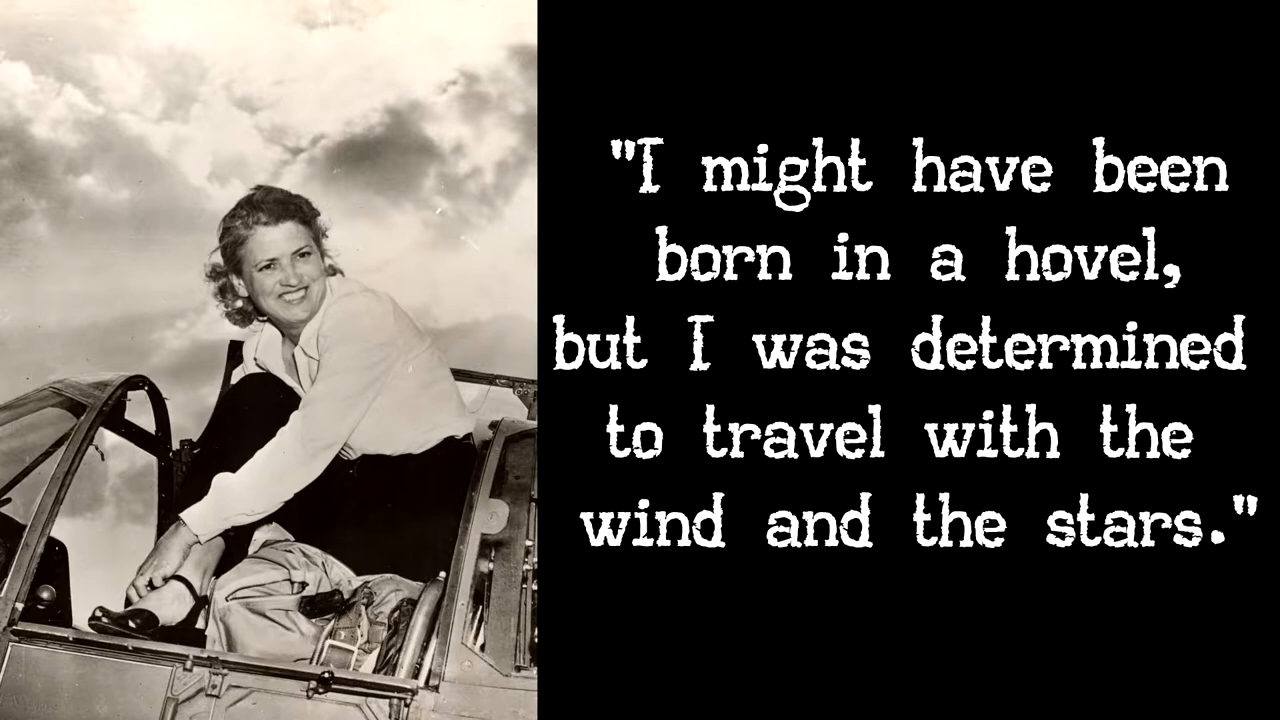 "I might have been
born in a hovel,
but I was determined
to travel with the
wind and the stars."